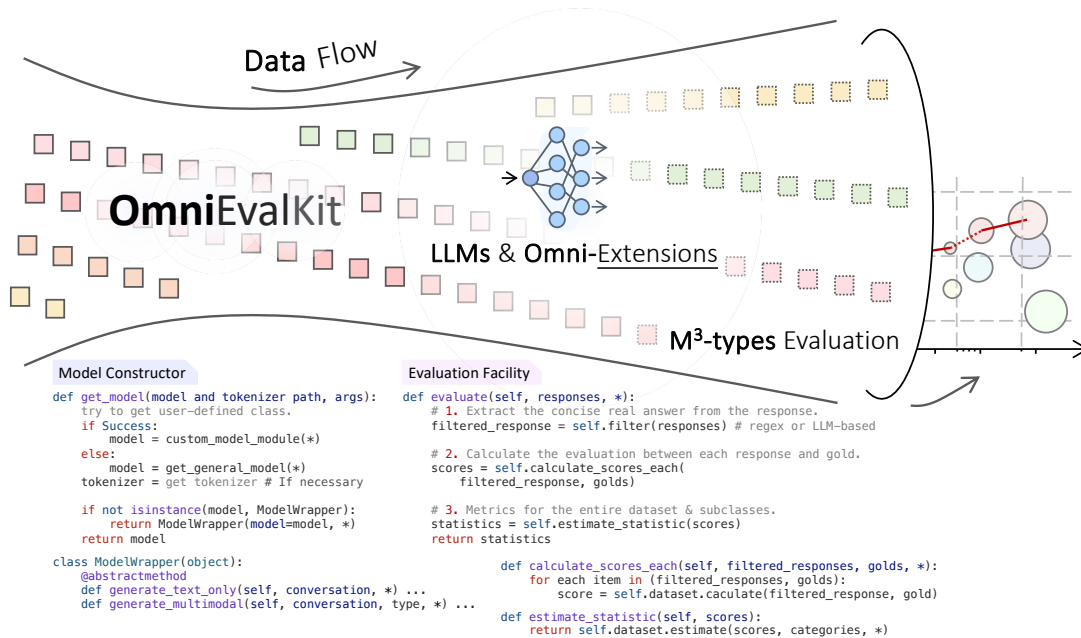 Data Flow
OmniEvalKit
LLMs & Omni-Extensions
M³-types Evaluation
Model Constructor
def get_model(model and tokenizer path, args):
try to get user-defined class.
if Success:
model = custom_model_module(*)
else:
model = get_general_model(*)
tokenizer = get tokenizer # If necessary
if not isinstance(model, ModelWrapper):
return ModelWrapper(model=model, *)
return model
class ModelWrapper(object):
@abstractmethod
def generate_text_only(self, conversation, *) ...
def generate_multimodal(self, conversation, type, *) ...
Evaluation Facility
def evaluate(self, responses, *):
# 1. Extract the concise real answer from the response.
filtered_response = self.filter(responses) # regex or LLM-based
# 2. Calculate the evaluation between each response and gold.
scores = self.calculate_scores_each(
filtered_response, golds)
# 3. Metrics for the entire dataset & subclasses.
statistics = self.estimate_statistic(scores)
return statistics
def calculate_scores_each(self, filtered_responses, golds, *):
for each item in (filtered_responses, golds):
score = self.dataset.caculate(filtered_response, gold)
def estimate_statistic(self, scores):
return self.dataset.estimate(scores, categories, *)